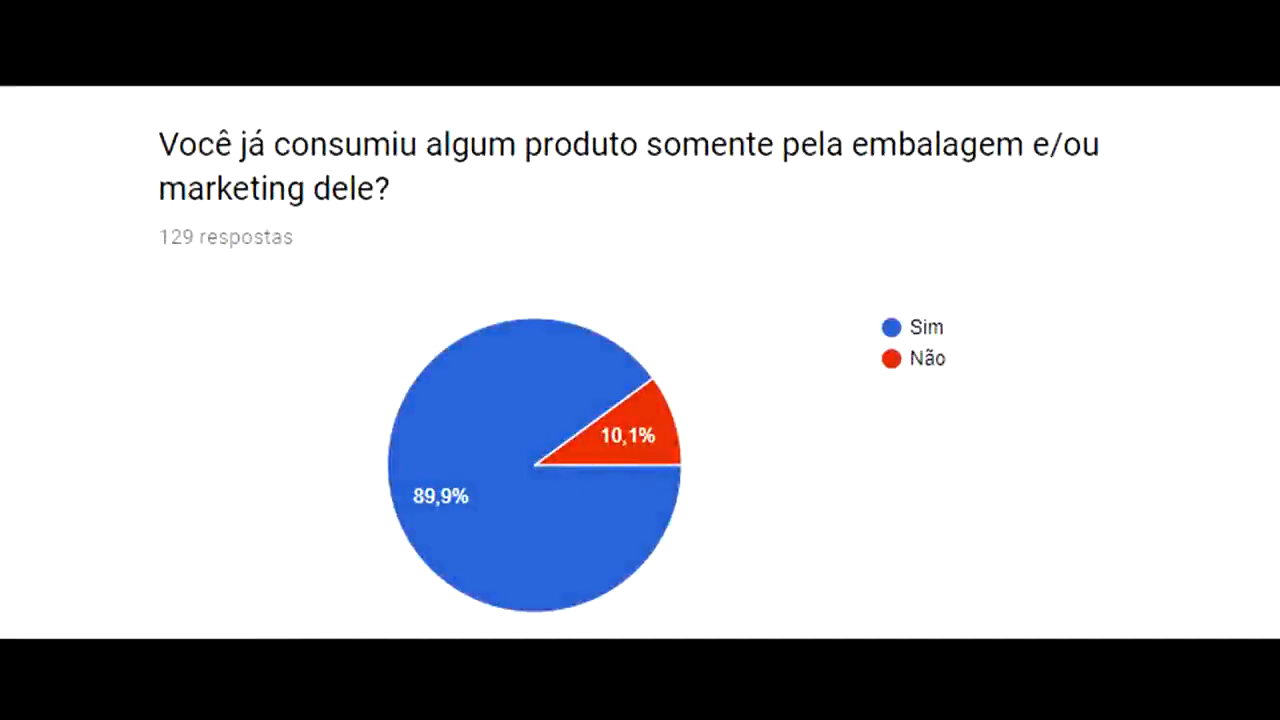 Você já consumiu algum produto somente pela embalagem e/ou
marketing dele?
129 respostas
Sim
Não
10,1%
89,9%